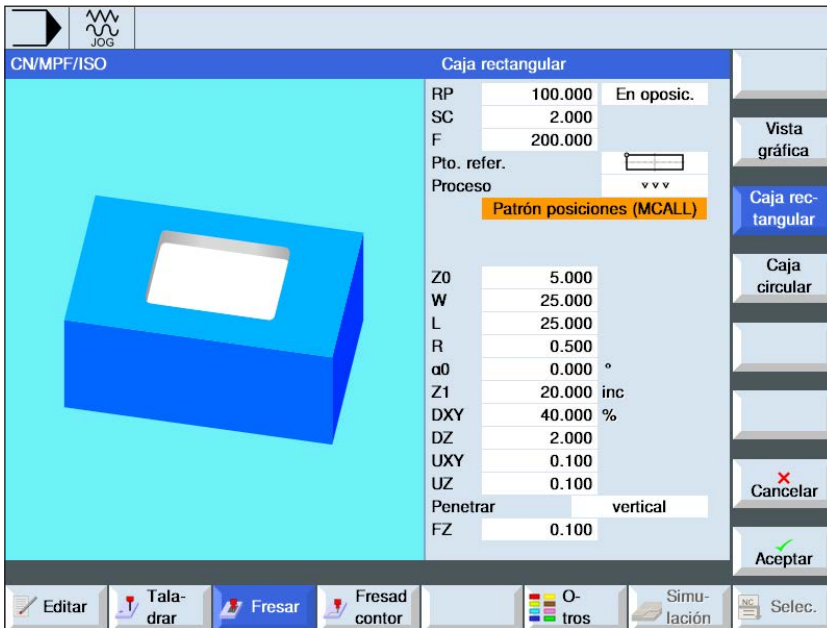 JOG
CN/MPF/ISO
Caja rectangular
RP 100.000 En oposic.
SC 2.000
F 200.000
Pto. refer.
Proceso ▿▿▿
Patrón posiciones (MCALL)
Z0 5.000
W 25.000
L 25.000
R 0.500
α0 0.000 °
Z1 20.000 inc
DXY 40.000 %
DZ 2.000
UXY 0.100
UZ 0.100
Penetrar vertical
FZ 0.100
Vista
gráfica
Caja rec-
tangular
Caja
circular
Cancelar
Aceptar
Editar
Tala-
drar
Fresar
Fresad
contor
O-
tros
Simu-
lación
NC
Selec.